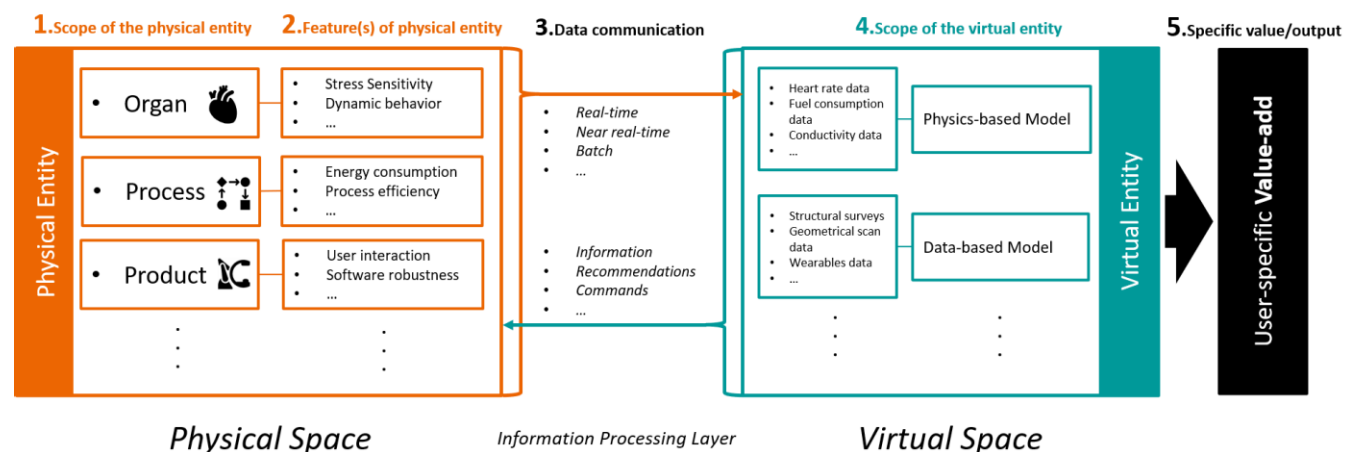 1.Scope of the physical entity
2.Feature(s) of physical entity
3.Data communication
4.Scope of the virtual entity
5.Specific value/output
Physical Entity
• Organ
• Stress Sensitivity
• Dynamic behavior
• ...
• Process
• Energy consumption
• Process efficiency
• ...
• Product
• User interaction
• Software robustness
• ...
• Real-time
• Near real-time
• Batch
• ...
• Information
• Recommendations
• Commands
• ...
• Heart rate data
• Fuel consumption
data
• Conductivity data
• ...
Physics-based Model
• Structural surveys
• Geometrical scan
data
• Wearables data
• ...
Data-based Model
Virtual Entity
User-specific Value-add
Physical Space
Information Processing Layer
Virtual Space